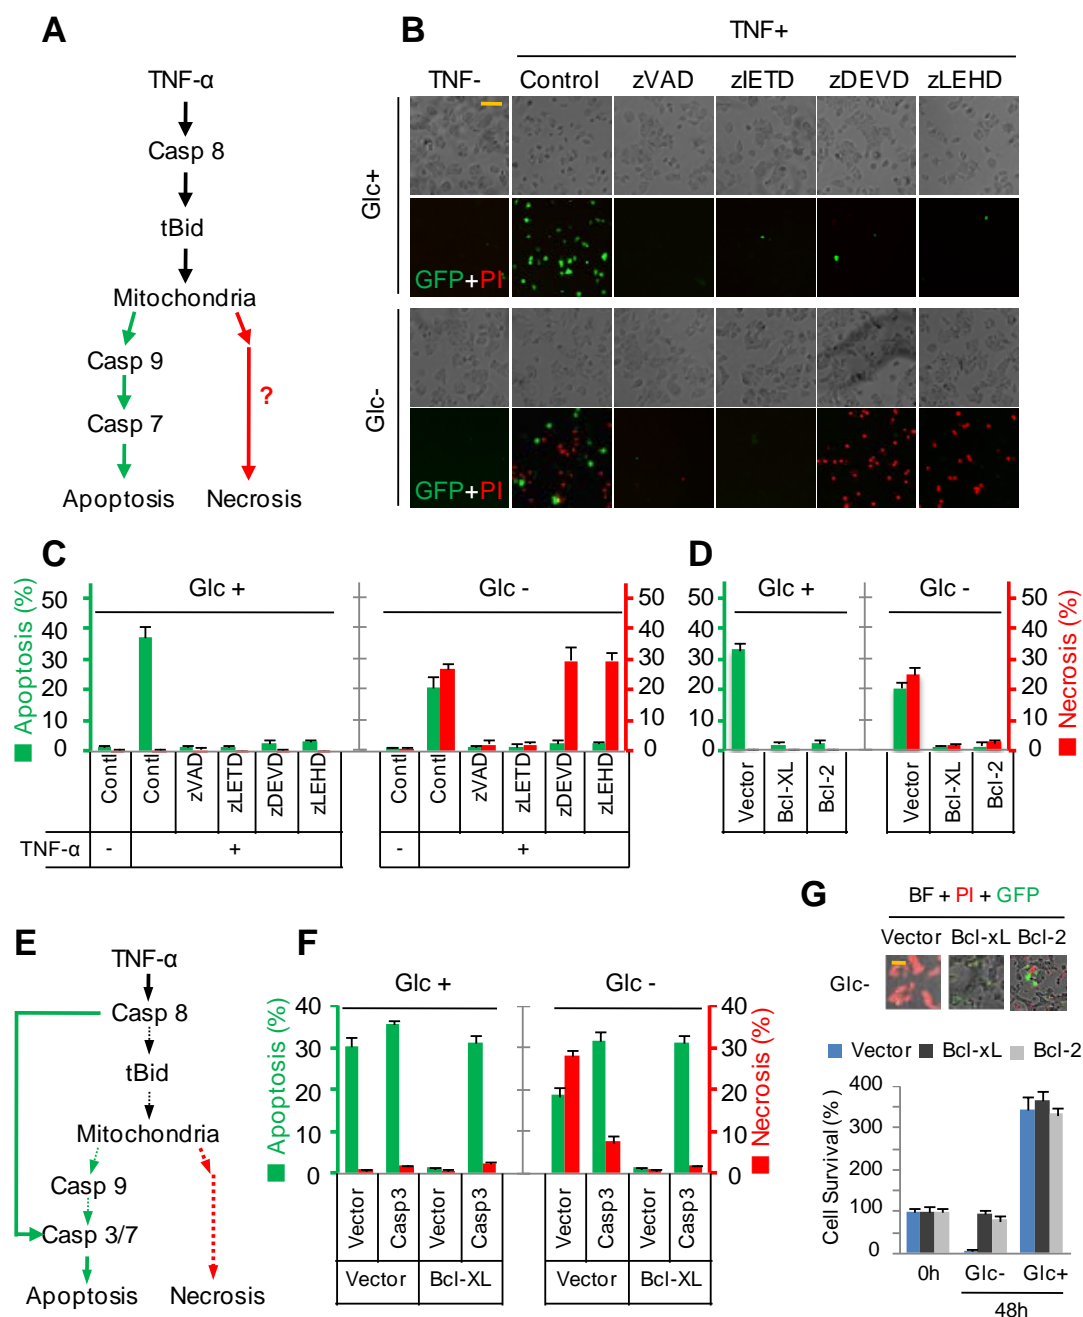 A
TNF-α
Casp 8
tBid
Mitochondria
Casp 9
Casp 7
?
Apoptosis Necrosis
B
TNF+
TNF- Control zVAD zIETD zDEVD zLEHD
Glc+
GFP+PI
Glc-
GFP+PI
C
Glc + Glc -
Apoptosis (%)
50 50
40 40
30 30
20 20
10 10
0 0
Contl Contl zVAD zLETD zDEVD zLEHD Contl Contl zVAD zLETD zDEVD zLEHD
TNF-α - + - +
D
Glc + Glc -
50 50
40 40
30 30
20 20
10 10
0 0
Necrosis (%)
Vector Bcl-XL Bcl-2 Vector Bcl-XL Bcl-2
E
TNF-α
Casp 8
tBid
Mitochondria
Casp 9
Casp 3/7
Apoptosis Necrosis
F
Glc + Glc -
Apoptosis (%)
40 40
30 30
20 20
10 10
0 0
Necrosis (%)
Vector Casp3 Vector Casp3 Vector Casp3 Vector Casp3
Vector Bcl-XL Vector Bcl-XL
G
BF + PI + GFP
Vector Bcl-xL Bcl-2
Glc-
Vector Bcl-xL Bcl-2
Cell Survival (%)
400
300
200
100
0
0h Glc- Glc+
48h